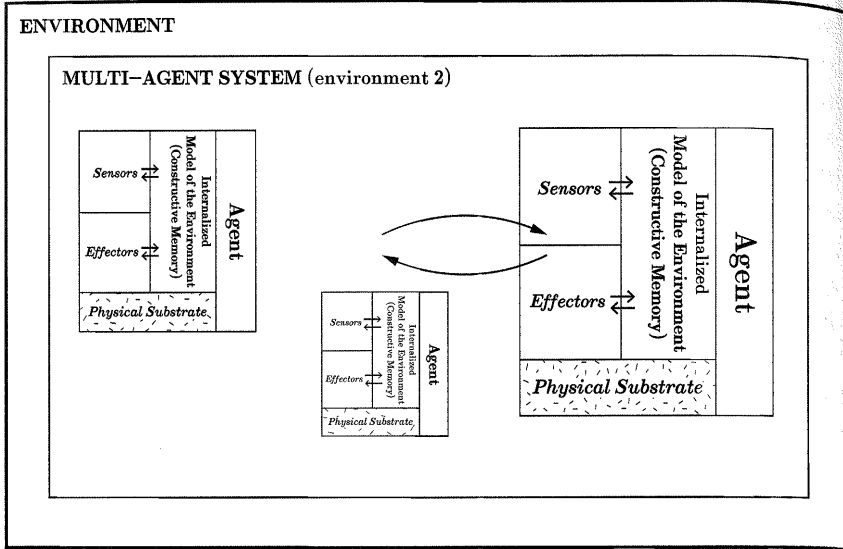 ENVIRONMENT
MULTI–AGENT SYSTEM (environment 2)
Sensors
Effectors
Internalized
Model of the Environment
(Constructive Memory)
Agent
Physical Substrate
Sensors
Effectors
Internalized
Model of the Environment
(Constructive Memory)
Agent
Physical Substrate
Sensors
Effectors
Internalized
Model of the Environment
(Constructive Memory)
Agent
Physical Substrate